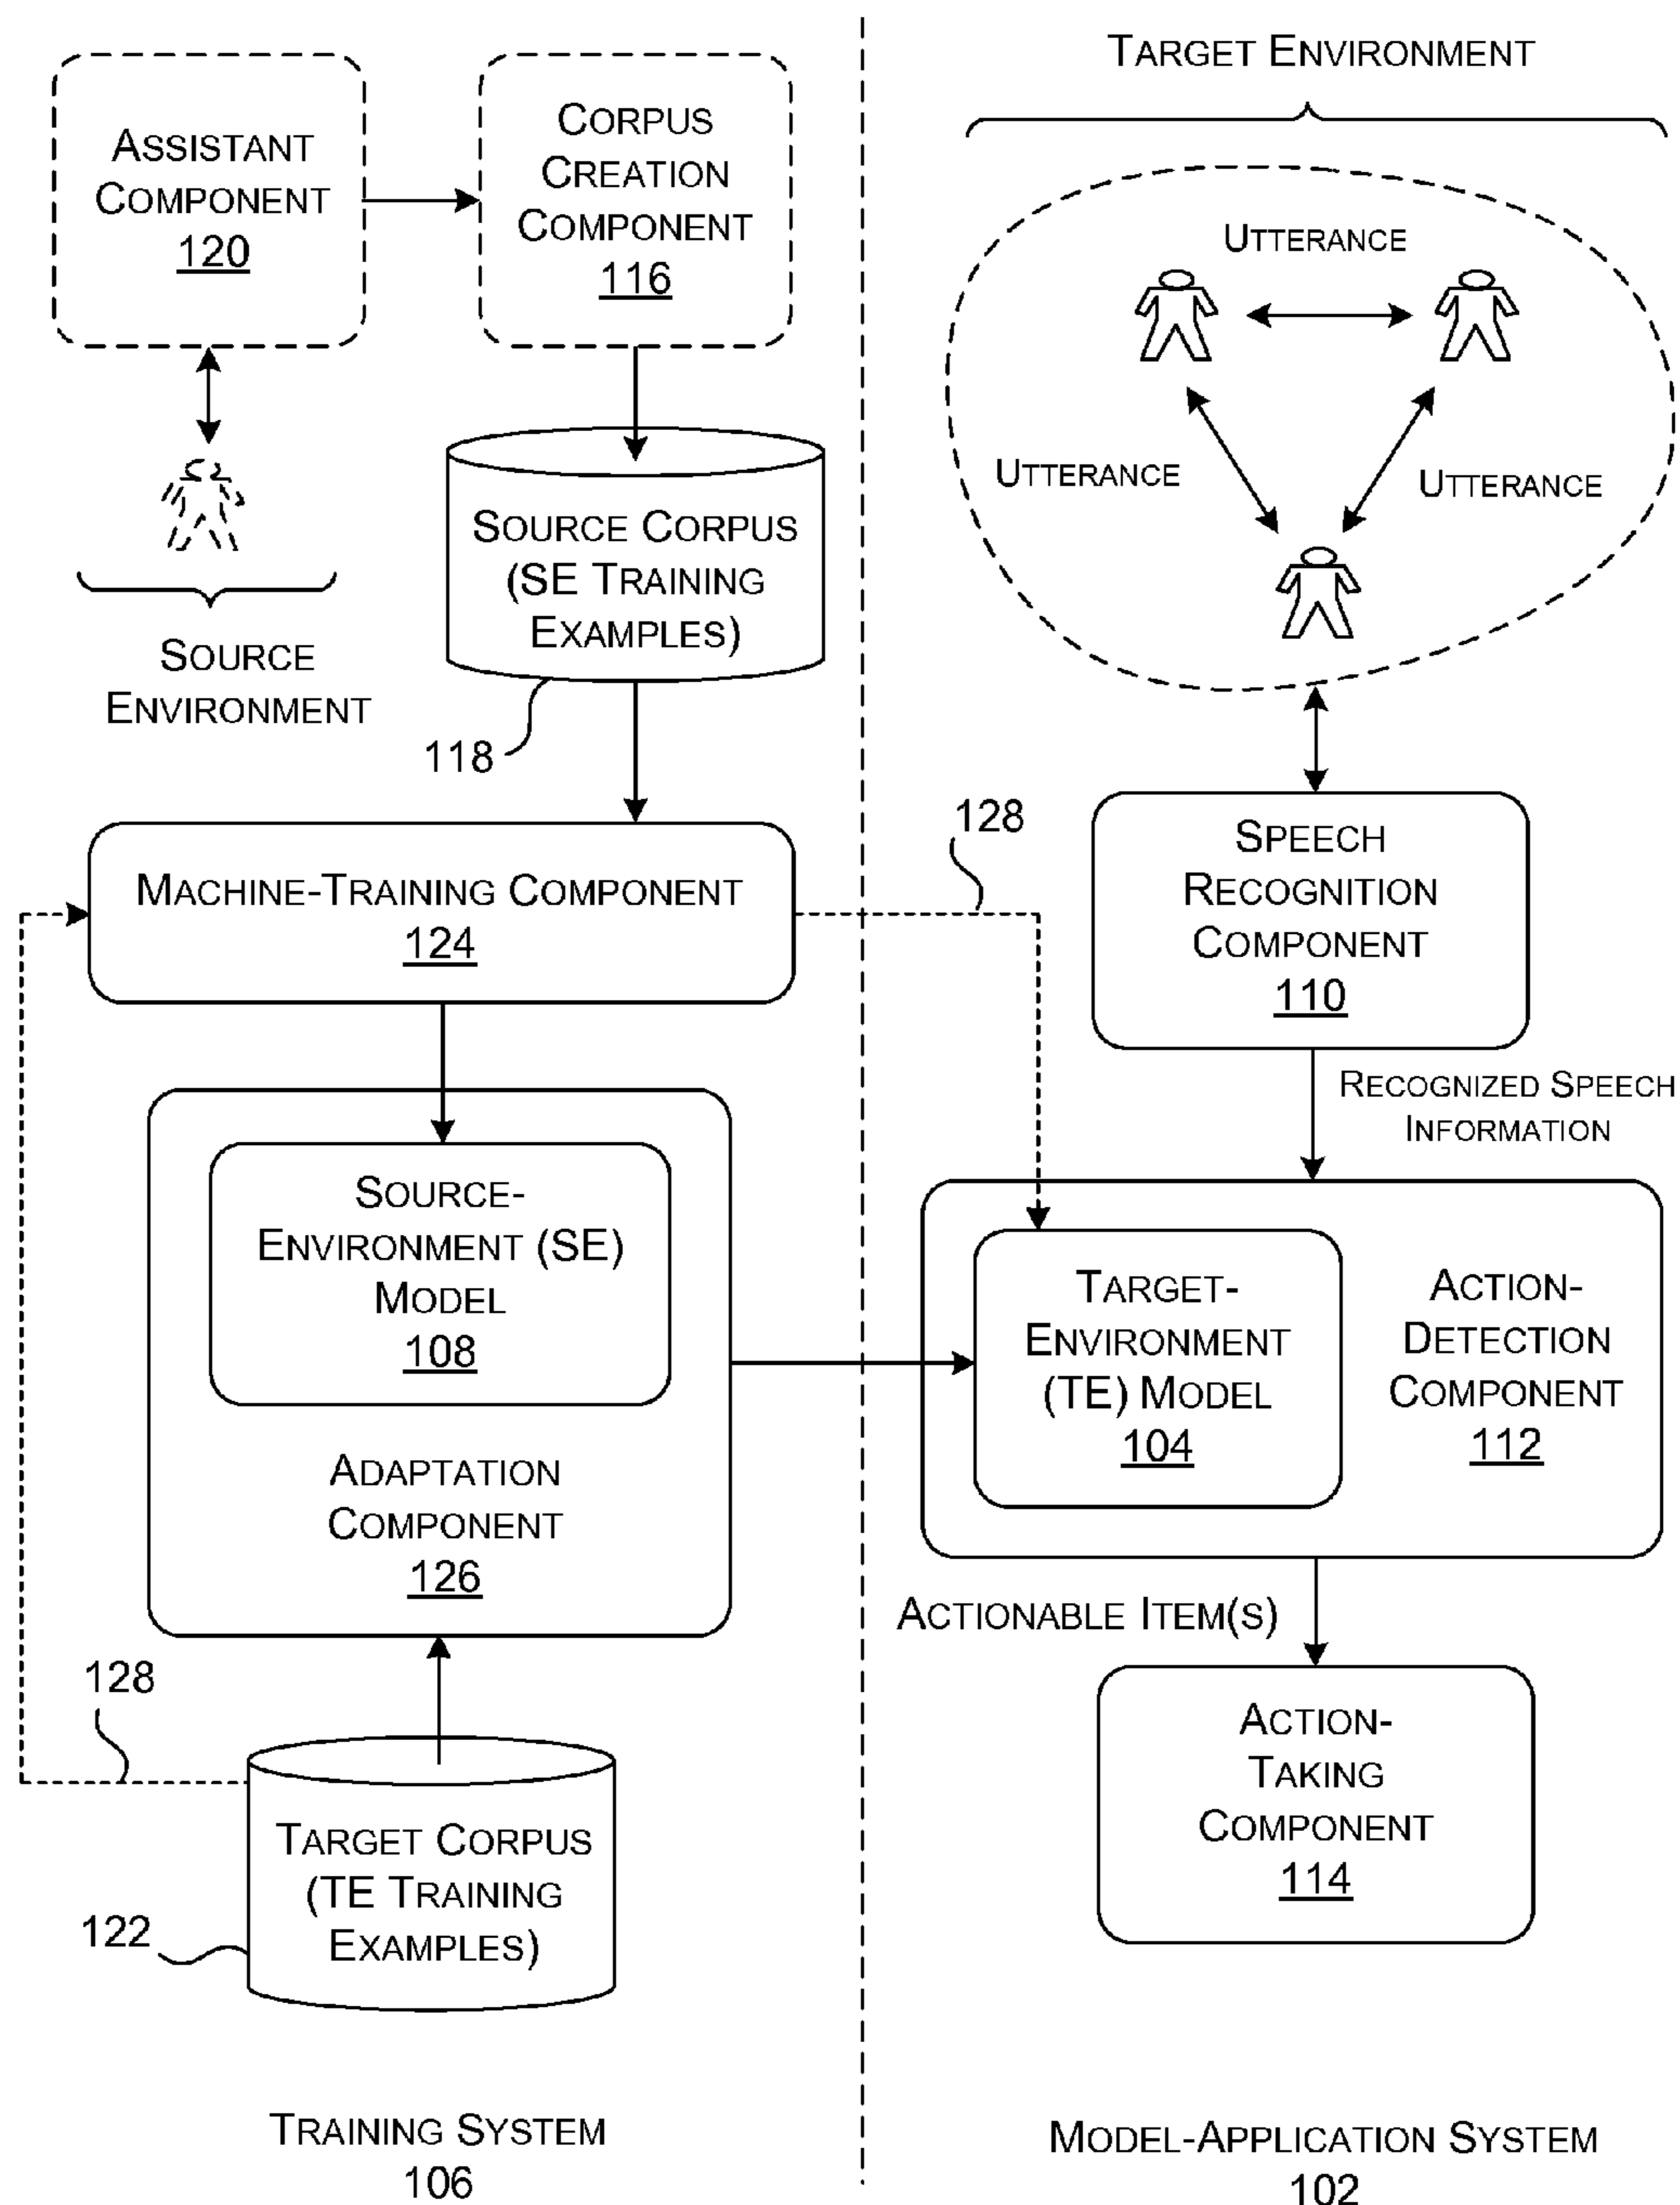 ASSISTANT
COMPONENT
120
CORPUS
CREATION
COMPONENT
116
SOURCE
ENVIRONMENT
SOURCE CORPUS
(SE TRAINING
EXAMPLES)
118
MACHINE-TRAINING COMPONENT
124
SOURCE-
ENVIRONMENT (SE)
MODEL
108
ADAPTATION
COMPONENT
126
128
TARGET CORPUS
(TE TRAINING
EXAMPLES)
122
TRAINING SYSTEM
106
TARGET ENVIRONMENT
UTTERANCE
UTTERANCE
UTTERANCE
128
SPEECH
RECOGNITION
COMPONENT
110
RECOGNIZED SPEECH
INFORMATION
TARGET-
ENVIRONMENT
(TE) MODEL
104
ACTION-
DETECTION
COMPONENT
112
ACTIONABLE ITEM(S)
ACTION-
TAKING
COMPONENT
114
MODEL-APPLICATION SYSTEM
102